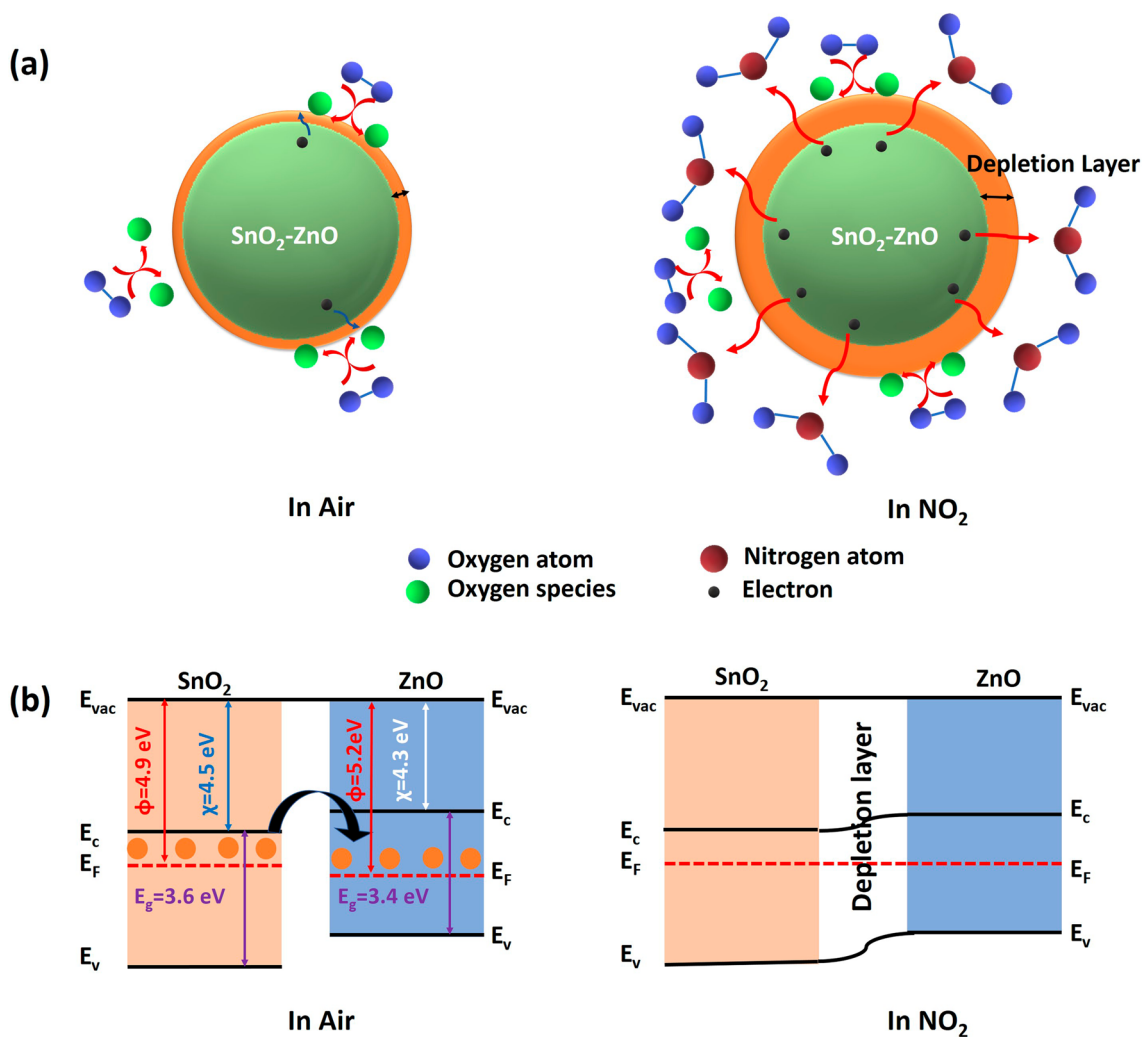 (a)
SnO₂-ZnO
In Air
Depletion Layer
SnO₂-ZnO
In NO₂
Oxygen atom
Nitrogen atom
Oxygen species
Electron
(b)
SnO₂
ZnO
Evac
Evac
ϕ=4.9 eV
χ=4.5 eV
ϕ=5.2eV
χ=4.3 eV
Ec
Ec
EF
EF
Eg=3.6 eV
Eg=3.4 eV
Ev
Ev
In Air
SnO₂
ZnO
Evac
Evac
Depletion layer
Ec
Ec
EF
EF
Ev
Ev
In NO₂